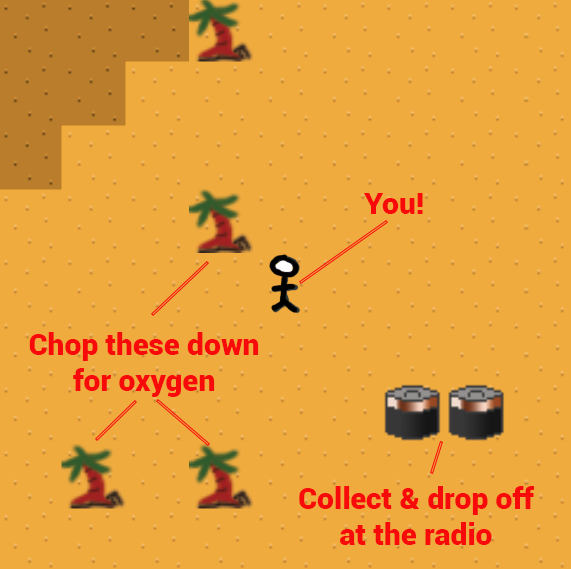 You!
Chop these down
for oxygen
Collect & drop off
at the radio